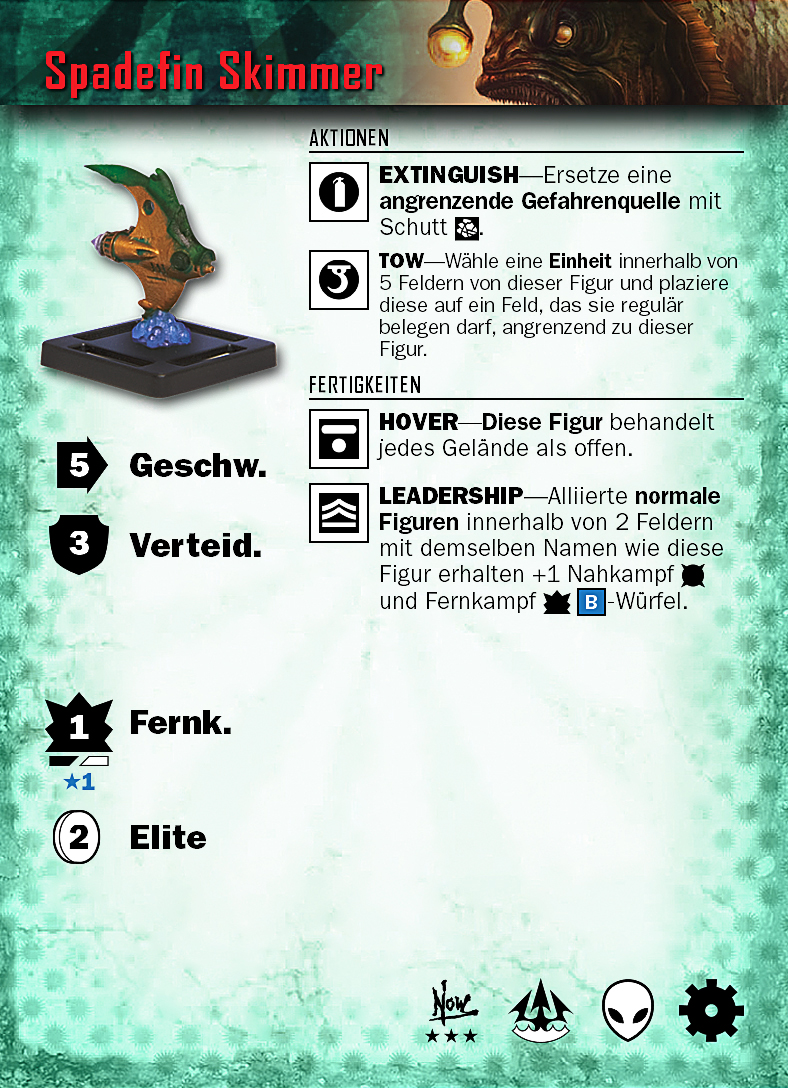 Spadefin Skimmer
AKTIONEN
EXTINGUISH—Ersetze eine
angrenzende Gefahrenquelle mit
Schutt.
TOW—Wähle eine Einheit innerhalb von
5 Feldern von dieser Figur und plaziere
diese auf ein Feld, das sie regulär
belegen darf, angrenzend zu dieser
Figur.
FERTIGKEITEN
HOVER—Diese Figur behandelt
jedes Gelände als offen.
LEADERSHIP—Alliierte normale
Figuren innerhalb von 2 Feldern
mit demselben Namen wie diese
Figur erhalten +1 Nahkampf
und Fernkampf B-Würfel.
5 Geschw.
3 Verteid.
1 Fernk.
★1
2 Elite
Now
★★★